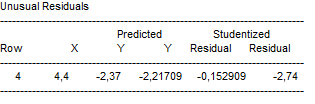 Unusual Residuals
Predicted Studentized
Row X Y Y Residual Residual
4 4,4 -2,37 -2,21709 -0,152909 -2,74